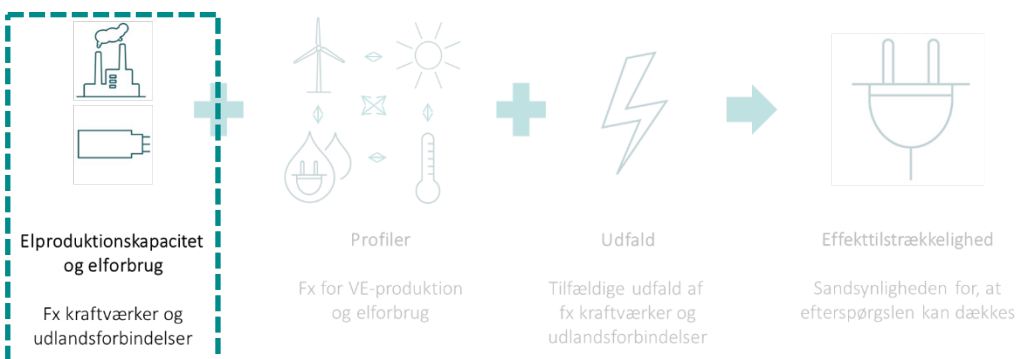 Elproduktionskapacitet
og elforbrug
Fx kraftværker og
udlandsforbindelser
Profiler
Fx for VE-produktion
og elforbrug
Udfald
Tilfældige udfald af
fx kraftværker og
udlandsforbindelser
Effekttilstrækkelighed
Sandsynligheden for, at
efterspørgslen kan dækkes